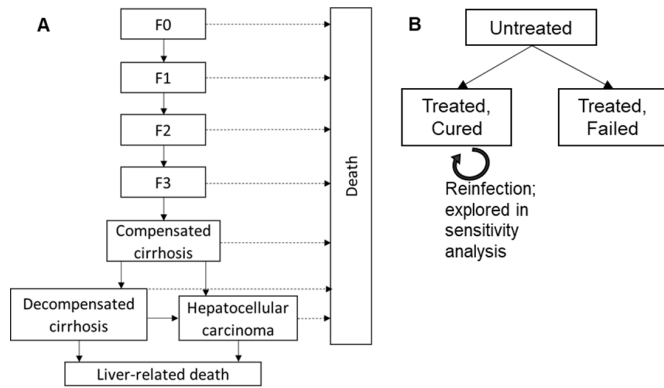 A
F0
F1
F2
F3
Compensated
cirrhosis
Decompensated
cirrhosis
Hepatocellular
carcinoma
Liver-related death
Death
B
Untreated
Treated,
Cured
Treated,
Failed
Reinfection;
explored in
sensitivity
analysis